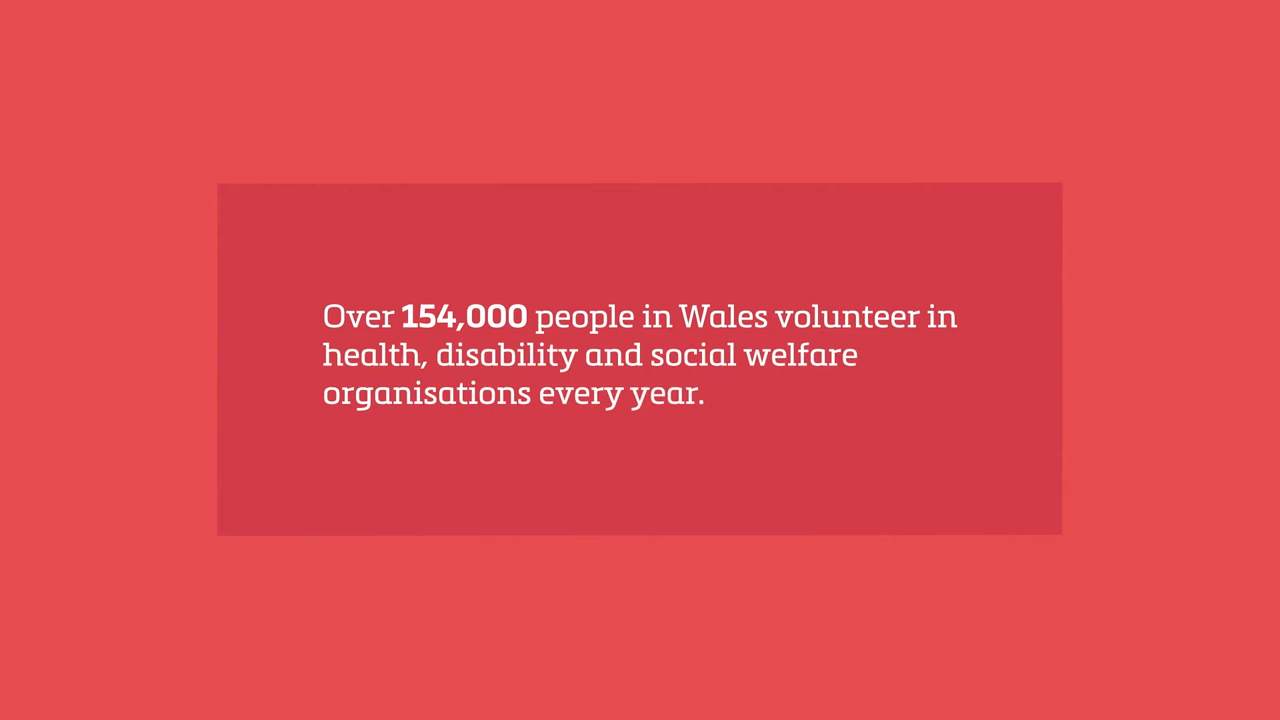 Over 154,000 people in Wales volunteer in
health, disability and social welfare
organisations every year.